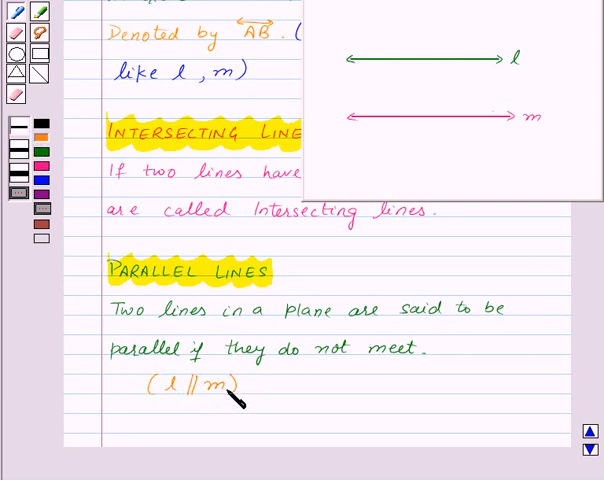 Denoted by AB. (
like l, m)
INTERSECTING LINE
If two lines have
are called Intersecting lines.
PARALLEL LINES
Two lines in a plane are said to be
parallel if they do not meet.
(l || m)
l
m